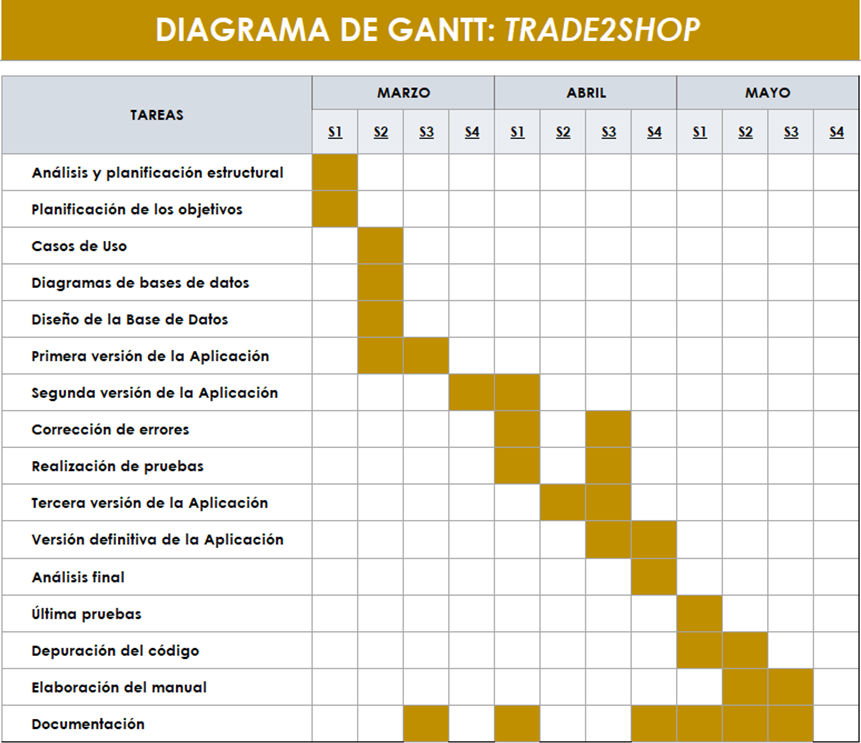 DIAGRAMA DE GANTT: TRADE2SHOP
TAREAS
MARZO ABRIL MAYO
S1 S2 S3 S4 S1 S2 S3 S4 S1 S2 S3 S4
Análisis y planificación estructural
Planificación de los objetivos
Casos de Uso
Diagramas de bases de datos
Diseño de la Base de Datos
Primera versión de la Aplicación
Segunda versión de la Aplicación
Corrección de errores
Realización de pruebas
Tercera versión de la Aplicación
Versión definitiva de la Aplicación
Análisis final
Última pruebas
Depuración del código
Elaboración del manual
Documentación